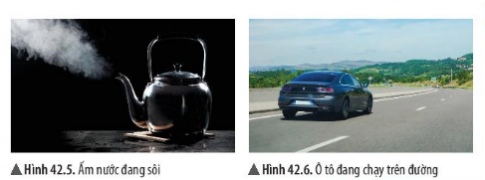 ▲ Hình 42.5. Ấm nước đang sôi
▲ Hình 42.6. Ô tô đang chạy trên đường